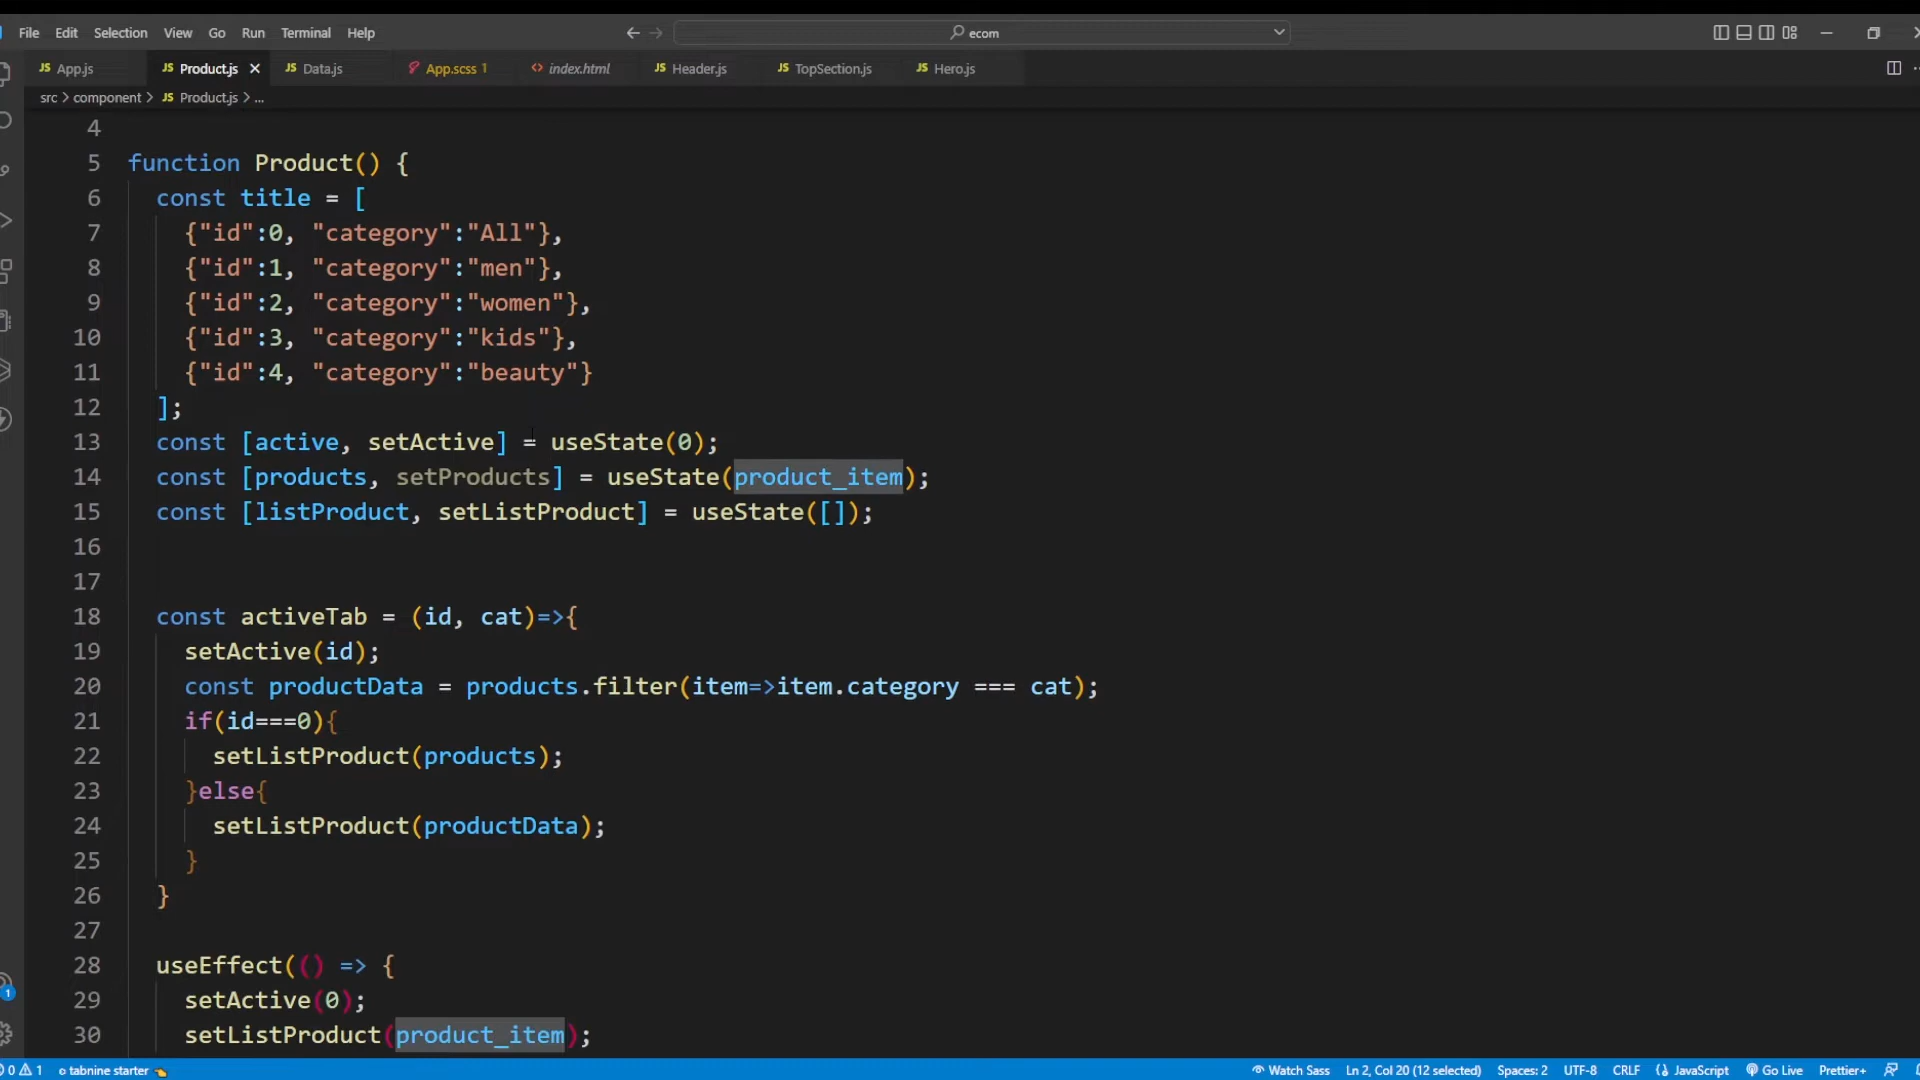 File Edit Selection View Go Run Terminal Help ecom
JS App.js JS Product.js JS Data.js App.scss 1 <> index.html JS Header.js JS TopSection.js JS Hero.js
src > component > JS Product.js > ...
4
5 function Product() {
6 const title = [
7 {"id":0, "category":"All"},
8 {"id":1, "category":"men"},
9 {"id":2, "category":"women"},
10 {"id":3, "category":"kids"},
11 {"id":4, "category":"beauty"}
12 ];
13 const [active, setActive] = useState(0);
14 const [products, setProducts] = useState(product_item);
15 const [listProduct, setListProduct] = useState([]);
16
17
18 const activeTab = (id, cat)=>{
19 setActive(id);
20 const productData = products.filter(item=>item.category === cat);
21 if(id===0){
22 setListProduct(products);
23 }else{
24 setListProduct(productData);
25 }
26 }
27
28 useEffect(() => {
29 setActive(0);
30 setListProduct(product_item);
1
0 1 tabnine starter Watch Sass Ln 2, Col 20 (12 selected) Spaces: 2 UTF-8 CRLF JavaScript Go Live Prettier+